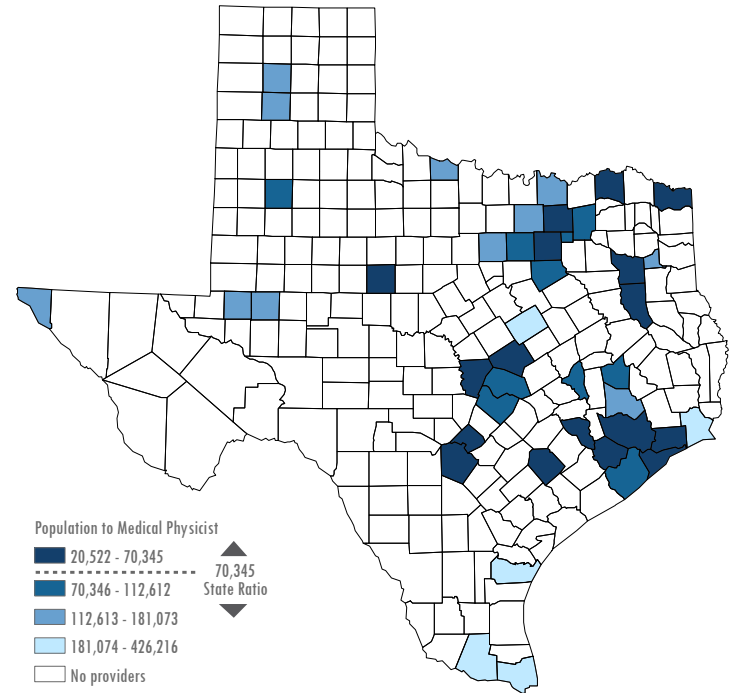 Population to Medical Physicist
20,522 - 70,345
70,346 - 112,612
112,613 - 181,073
181,074 - 426,216
No providers
70,345
State Ratio